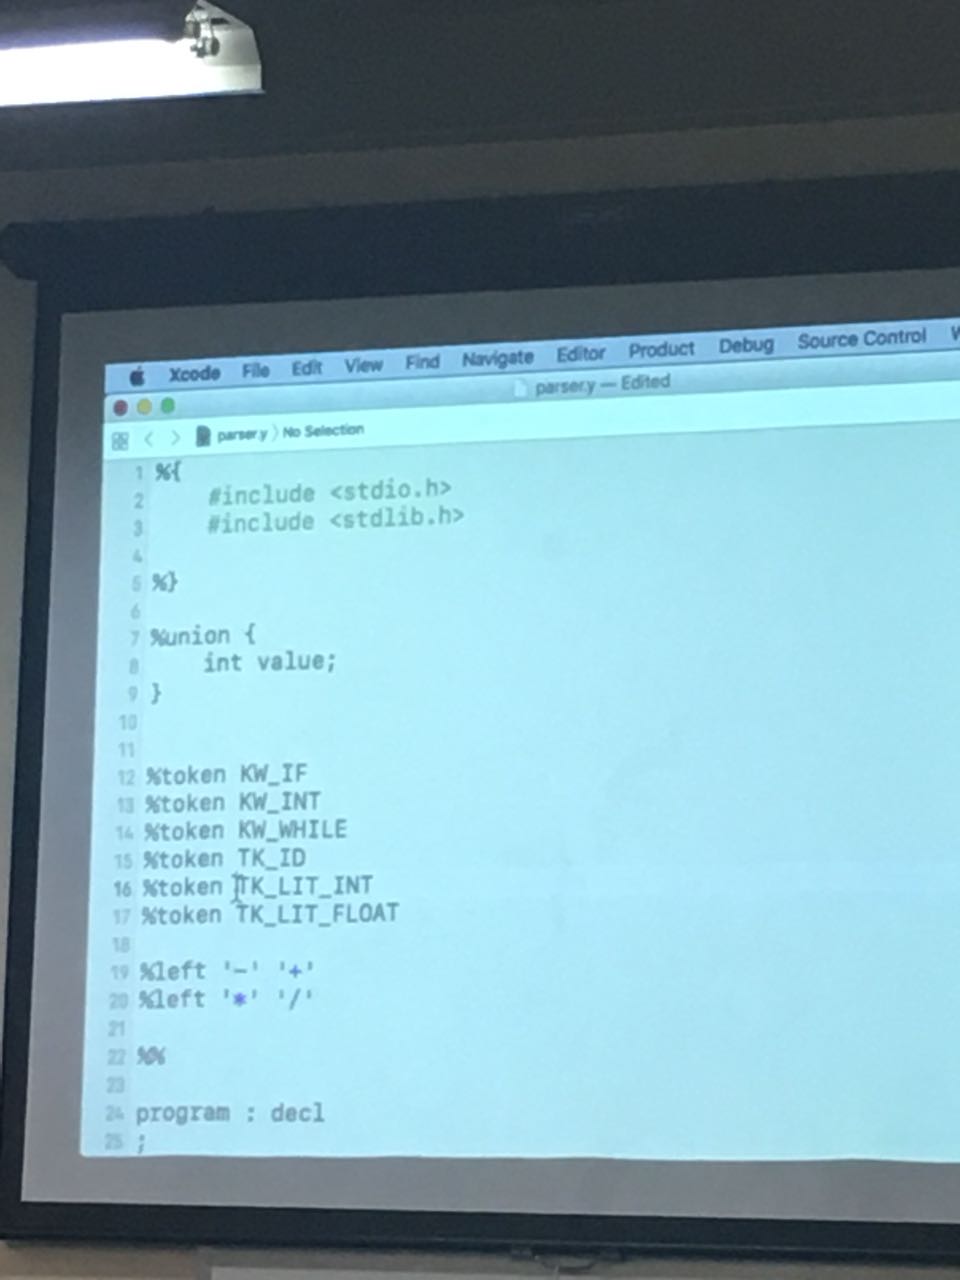 Xcode File Edit View Find Navigate Editor Product Debug Source Control
parser.y — Edited
parser.y 〉No Selection
1 %{
2 #include <stdio.h>
3 #include <stdlib.h>
4
5 %}
6
7 %union {
8 int value;
9 }
10
11
12 %token KW_IF
13 %token KW_INT
14 %token KW_WHILE
15 %token TK_ID
16 %token TK_LIT_INT
17 %token TK_LIT_FLOAT
18
19 %left '-' '+'
20 %left '*' '/'
21
22 %%
23
24 program : decl
25 ;